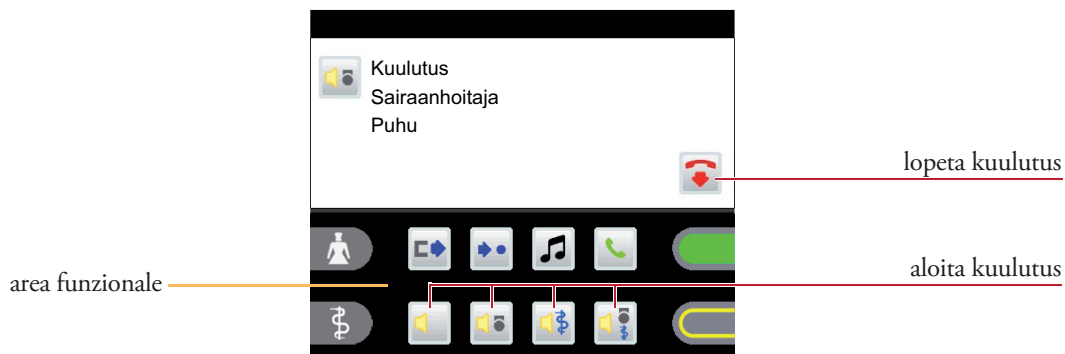 Kuulutus
Sairaanhoitaja
Puhu
lopeta kuulutus
area funzionale
aloita kuulutus